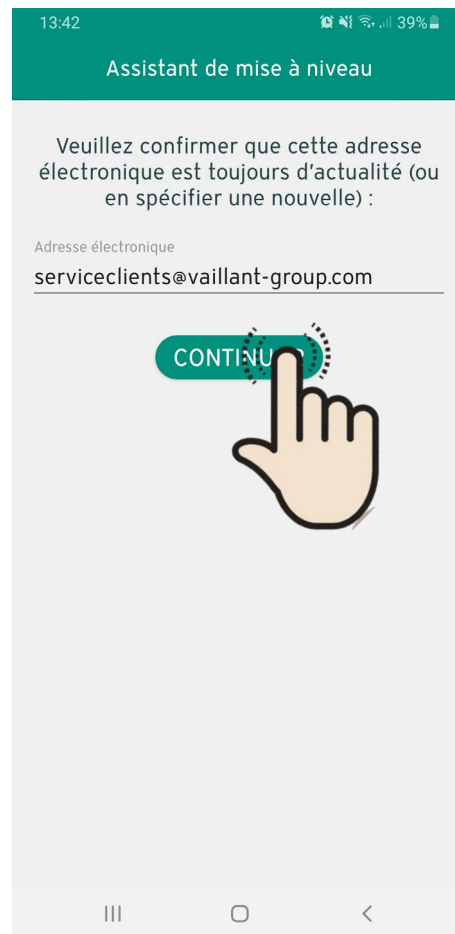 13:42
39%
Assistant de mise à niveau
Veuillez confirmer que cette adresse
électronique est toujours d'actualité (ou
en spécifier une nouvelle) :
Adresse électronique
serviceclients@vaillant-group.com